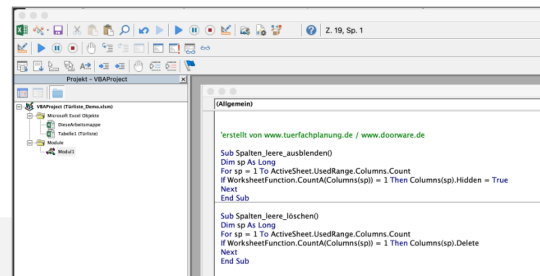 Z. 19, Sp. 1
Projekt - VBAProject
VBAProject (Türliste_Demo.xlsm)
Microsoft Excel Objekte
DieseArbeitsmappe
Tabelle1 (Türliste)
Module
Modul1
(Allgemein)
'erstellt von www.tuerfachplanung.de / www.doorware.de
Sub Spalten_leere_ausblenden()
Dim sp As Long
For sp = 1 To ActiveSheet.UsedRange.Columns.Count
If WorksheetFunction.CountA(Columns(sp)) = 1 Then Columns(sp).Hidden = True
Next
End Sub
Sub Spalten_leere_löschen()
Dim sp As Long
For sp = 1 To ActiveSheet.UsedRange.Columns.Count
If WorksheetFunction.CountA(Columns(sp)) = 1 Then Columns(sp).Delete
Next
End Sub